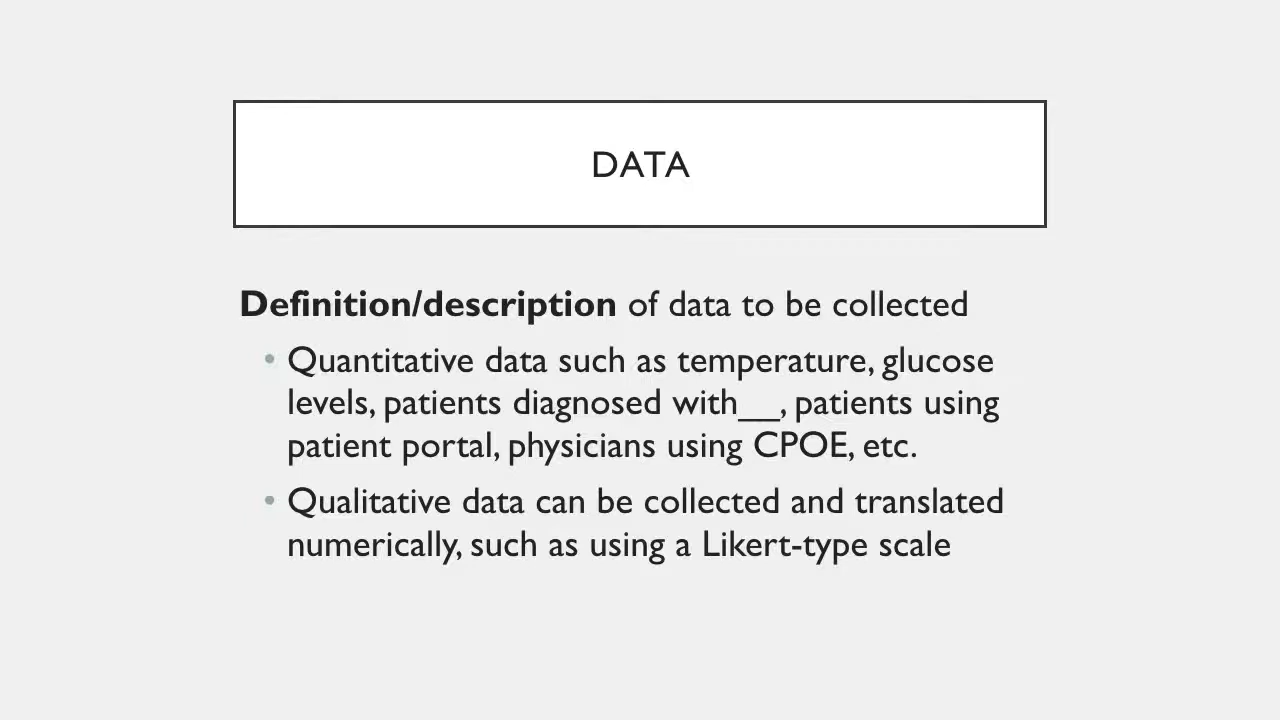 DATA
Definition/description of data to be collected
• Quantitative data such as temperature, glucose
levels, patients diagnosed with__, patients using
patient portal, physicians using CPOE, etc.
• Qualitative data can be collected and translated
numerically, such as using a Likert-type scale